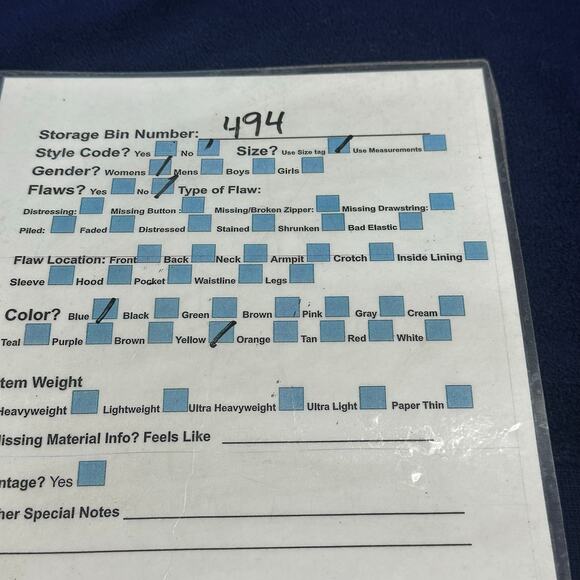 Storage Bin Number: 494
Style Code? Yes No Size? Use Size tag Use Measurements
Gender? Womens Mens Boys Girls
Flaws? Yes No Type of Flaw:
Distressing: Missing Button : Missing/Broken Zipper: Missing Drawstring:
Piled: Faded Distressed Stained Shrunken Bad Elastic
Flaw Location: Front Back Neck Armpit Crotch Inside Lining
Sleeve Hood Pocket Waistline Legs
Color? Blue Black Green Brown Pink Gray Cream
Teal Purple Brown Yellow Orange Tan Red White
tem Weight
Heavyweight Lightweight Ultra Heavyweight Ultra Light Paper Thin
Missing Material Info? Feels Like
ntage? Yes
her Special Notes